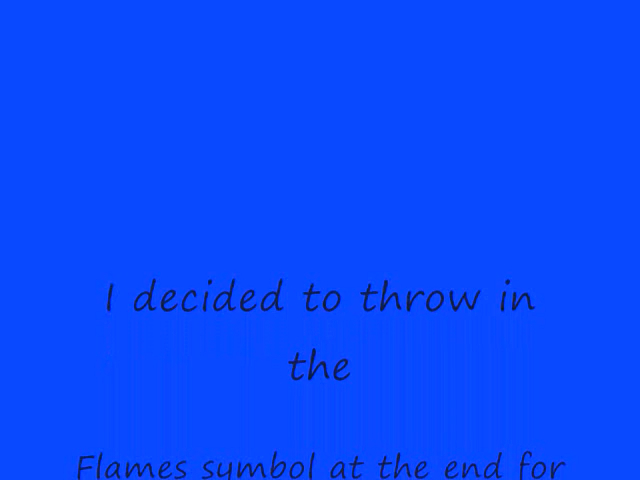 I decided to throw in
the
Flames symbol at the end for